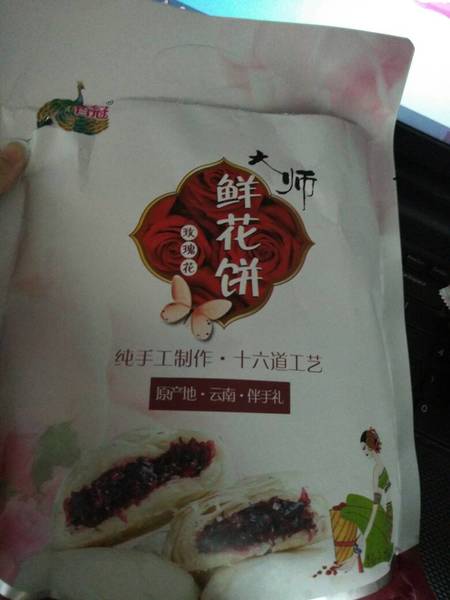 大师
鲜花饼
玫瑰花
纯手工制作·十六道工艺
原产地·云南·伴手礼